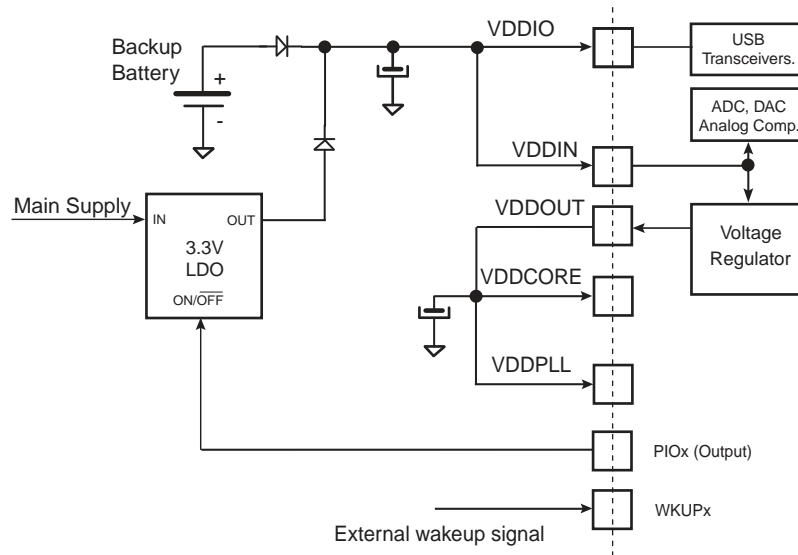 VDDIO
USB
Transceivers.
Backup
Battery
+
-
ADC, DAC
Analog Comp.
VDDIN
Main Supply
IN
OUT
3.3V
LDO
ON/OFF
VDDOUT
Voltage
Regulator
VDDCORE
VDDPLL
PIOx (Output)
WKUPx
External wakeup signal